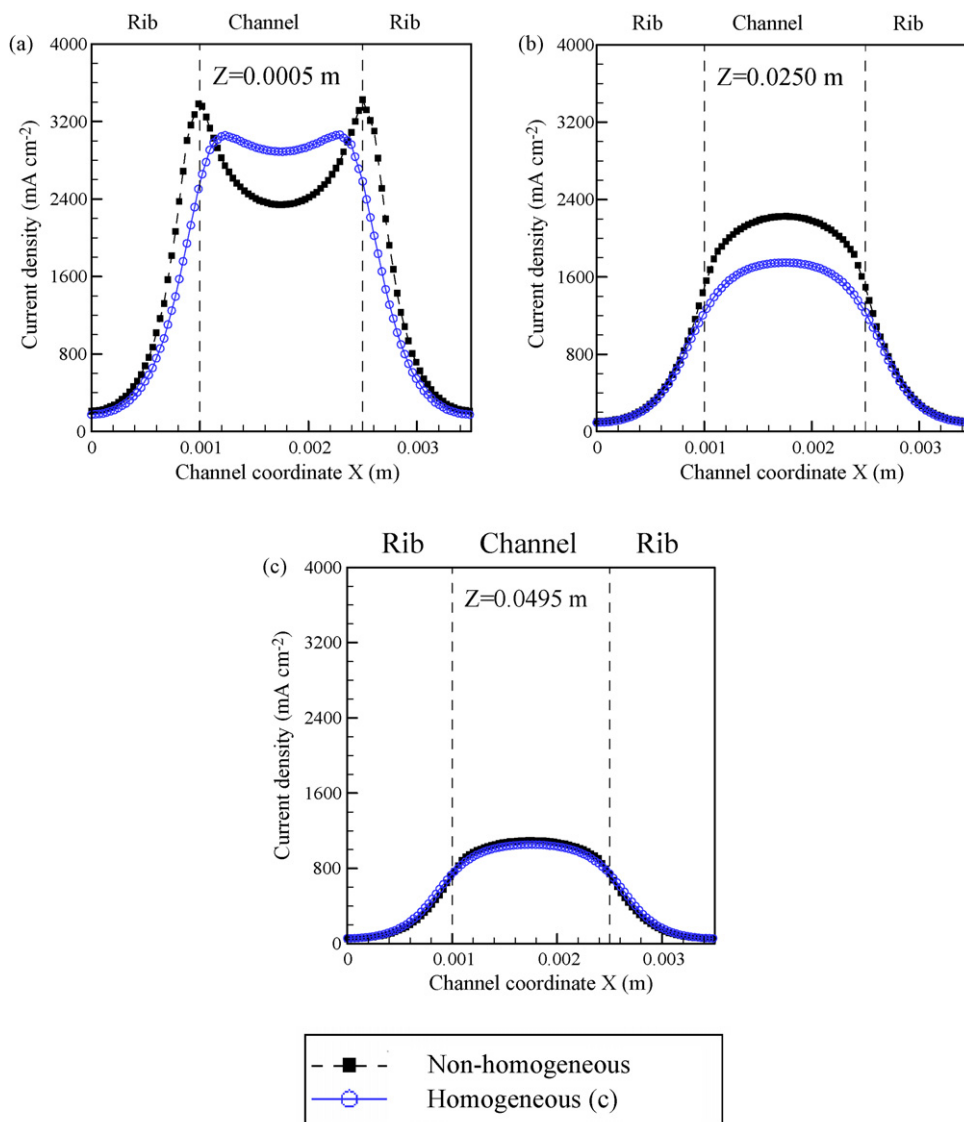 Rib Channel Rib
(a)
Z=0.0005 m
4000
3200
2400
1600
800
0
Current density (mA cm-2)
0 0.001 0.002 0.003
Channel coordinate X (m)
Rib Channel Rib
(b)
Z=0.0250 m
4000
3200
2400
1600
800
0
Current density (mA cm-2)
0 0.001 0.002 0.003
Channel coordinate X (m)
Rib Channel Rib
(c)
Z=0.0495 m
4000
3200
2400
1600
800
0
Current density (mA cm-2)
0 0.001 0.002 0.003
Channel coordinate X (m)
Non-homogeneous
Homogeneous (c)